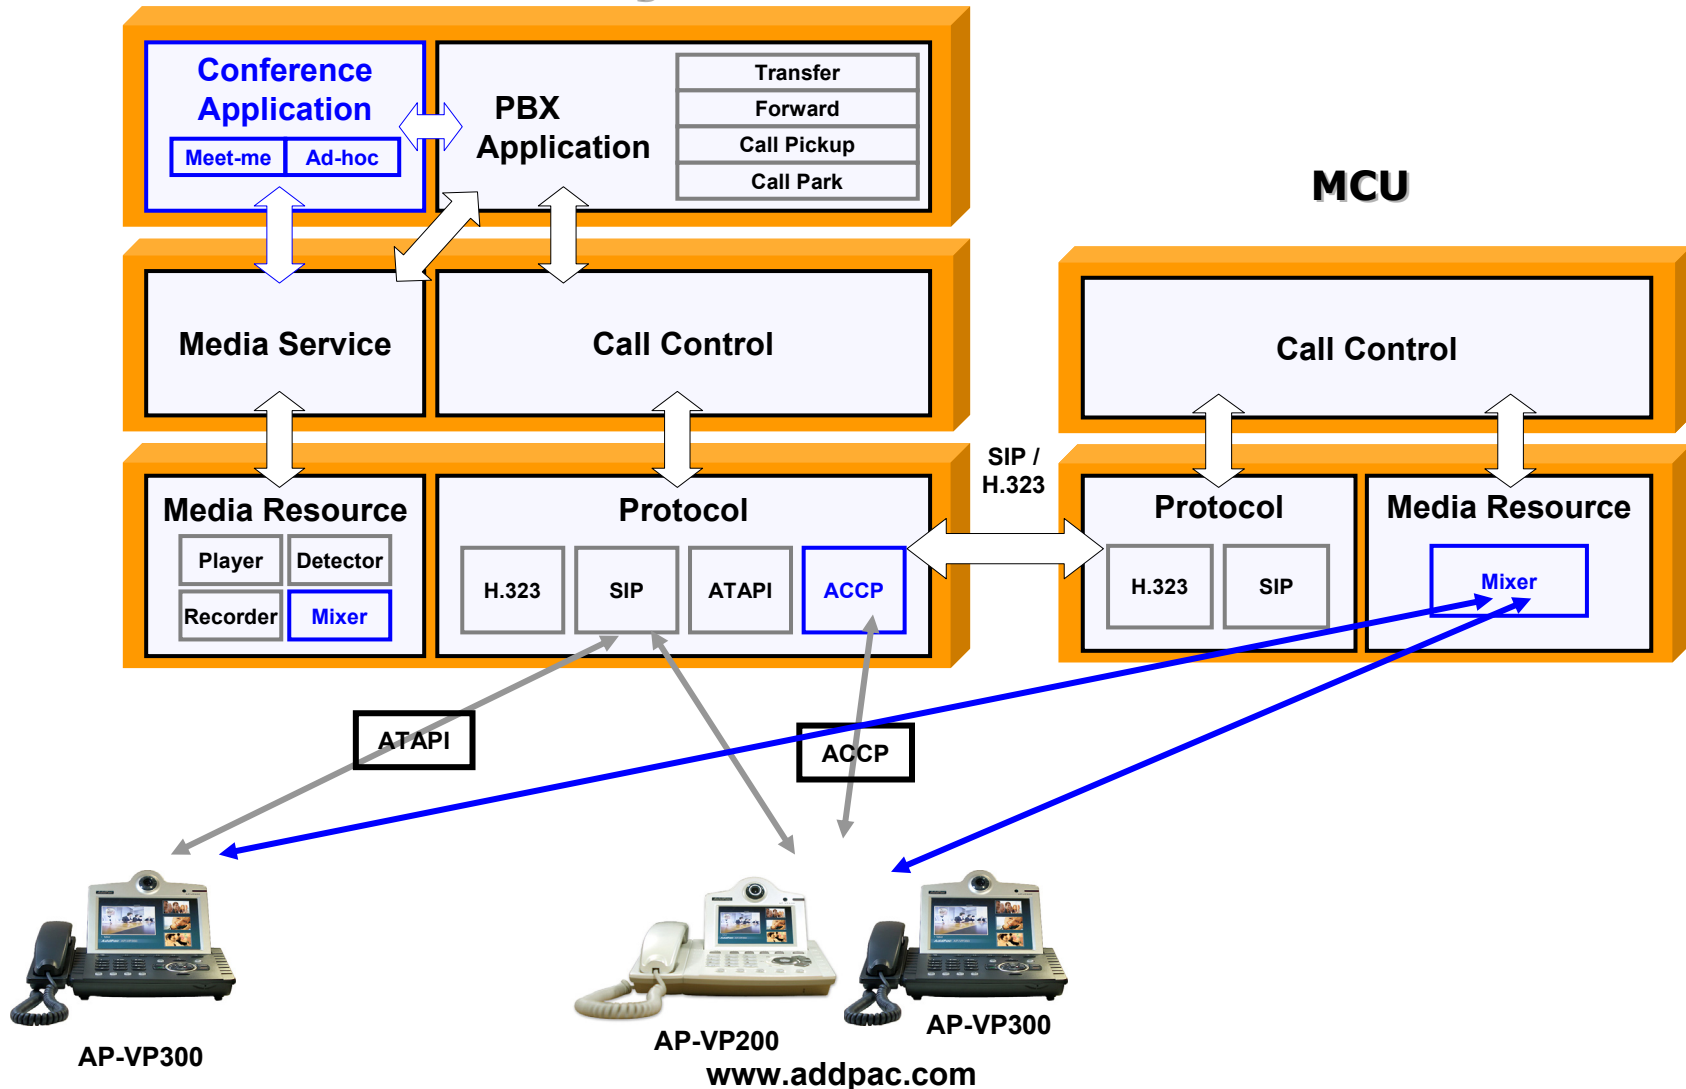 Conference
Application
Meet-me
Ad-hoc
PBX
Application
Transfer
Forward
Call Pickup
Call Park
MCU
Media Service
Call Control
Call Control
Media Resource
Player
Detector
Recorder
Mixer
Protocol
H.323
SIP
ATAPI
ACCP
SIP /
H.323
Protocol
H.323
SIP
Media Resource
Mixer
ATAPI
ACCP
AP-VP300
AP-VP200
AP-VP300
www.addpac.com